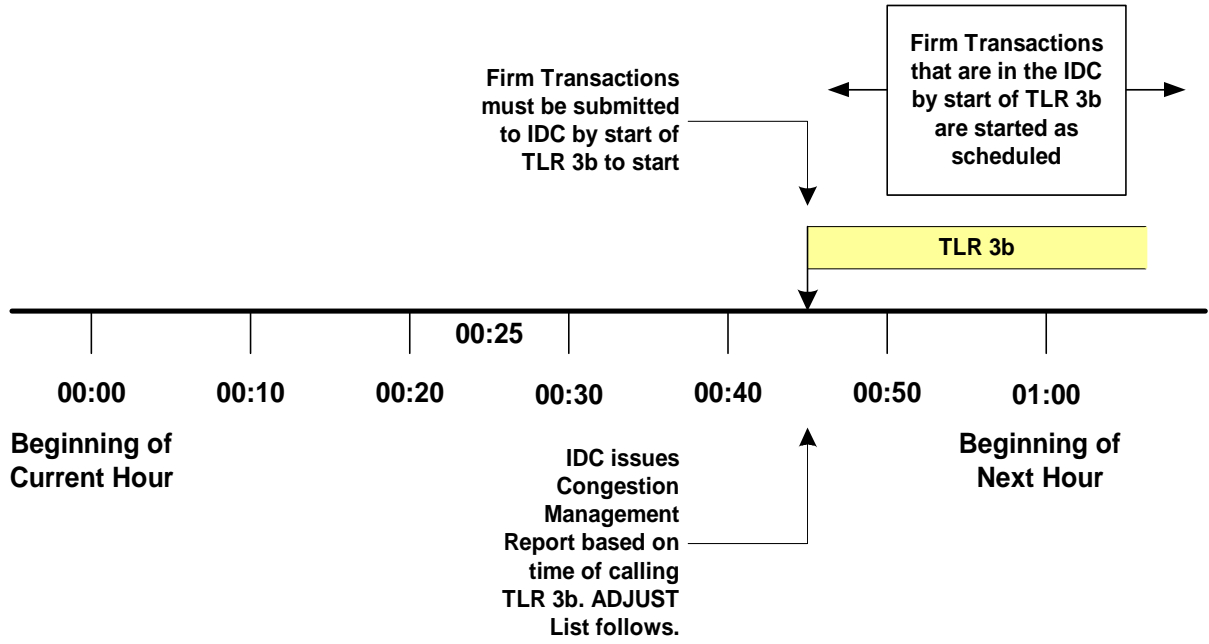 Firm Transactions
that are in the IDC
by start of TLR 3b
are started as
scheduled
Firm Transactions
must be submitted
to IDC by start of
TLR 3b to start
TLR 3b
00:25
00:00
00:10
00:20
00:30
00:40
00:50
01:00
Beginning of
Current Hour
Beginning of
Next Hour
IDC issues
Congestion
Management
Report based on
time of calling
TLR 3b. ADJUST
List follows.